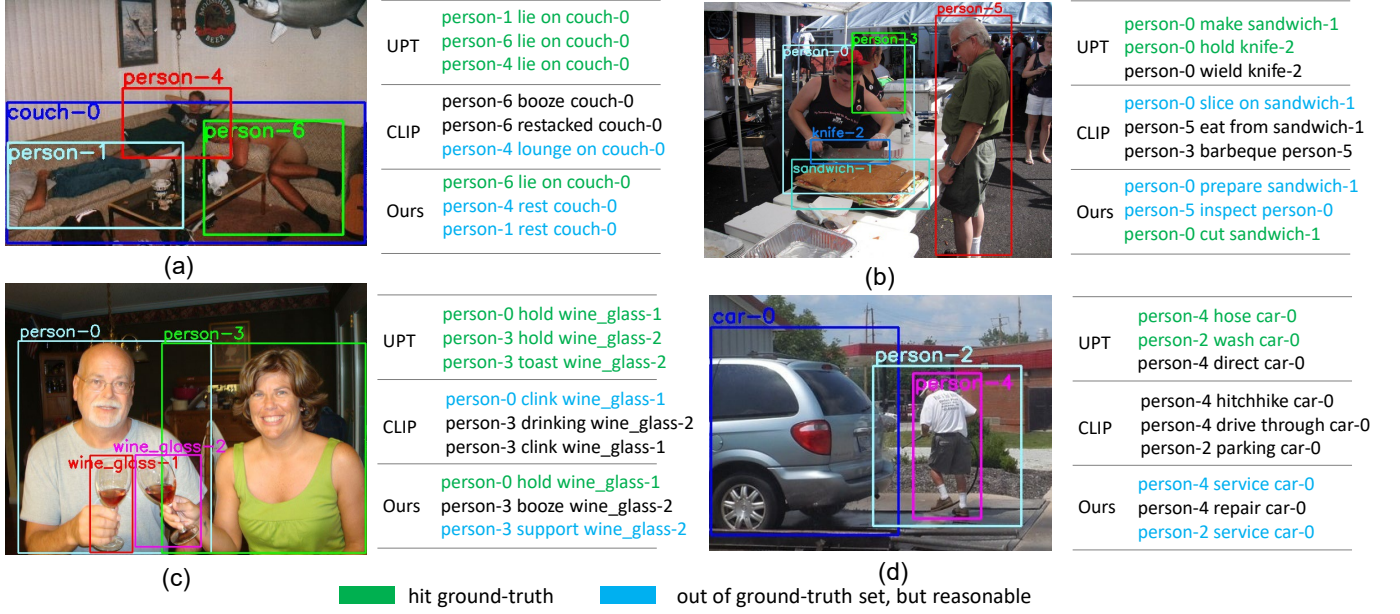 BEER
couch-0
person-4
person-6
person-1
UPT
person-1 lie on couch-0
person-6 lie on couch-0
person-4 lie on couch-0
CLIP
person-6 booze couch-0
person-6 restacked couch-0
person-4 lounge on couch-0
Ours
person-6 lie on couch-0
person-4 rest couch-0
person-1 rest couch-0
(a)
person-5
person-0
person-3
knife-2
sandwich-1
UPT
person-0 make sandwich-1
person-0 hold knife-2
person-0 wield knife-2
CLIP
person-0 slice on sandwich-1
person-5 eat from sandwich-1
person-3 barbeque person-5
Ours
person-0 prepare sandwich-1
person-5 inspect person-0
person-0 cut sandwich-1
(b)
person-0
person-3
wine_glass-2
wine_glass-1
UPT
person-0 hold wine_glass-1
person-3 hold wine_glass-2
person-3 toast wine_glass-2
CLIP
person-0 clink wine_glass-1
person-3 drinking wine_glass-2
person-3 clink wine_glass-1
Ours
person-0 hold wine_glass-1
person-3 booze wine_glass-2
person-3 support wine_glass-2
(c)
car-0
person-2
person-4
UPT
person-4 hose car-0
person-2 wash car-0
person-4 direct car-0
CLIP
person-4 hitchhike car-0
person-4 drive through car-0
person-2 parking car-0
Ours
person-4 service car-0
person-4 repair car-0
person-2 service car-0
(d)
hit ground-truth
out of ground-truth set, but reasonable